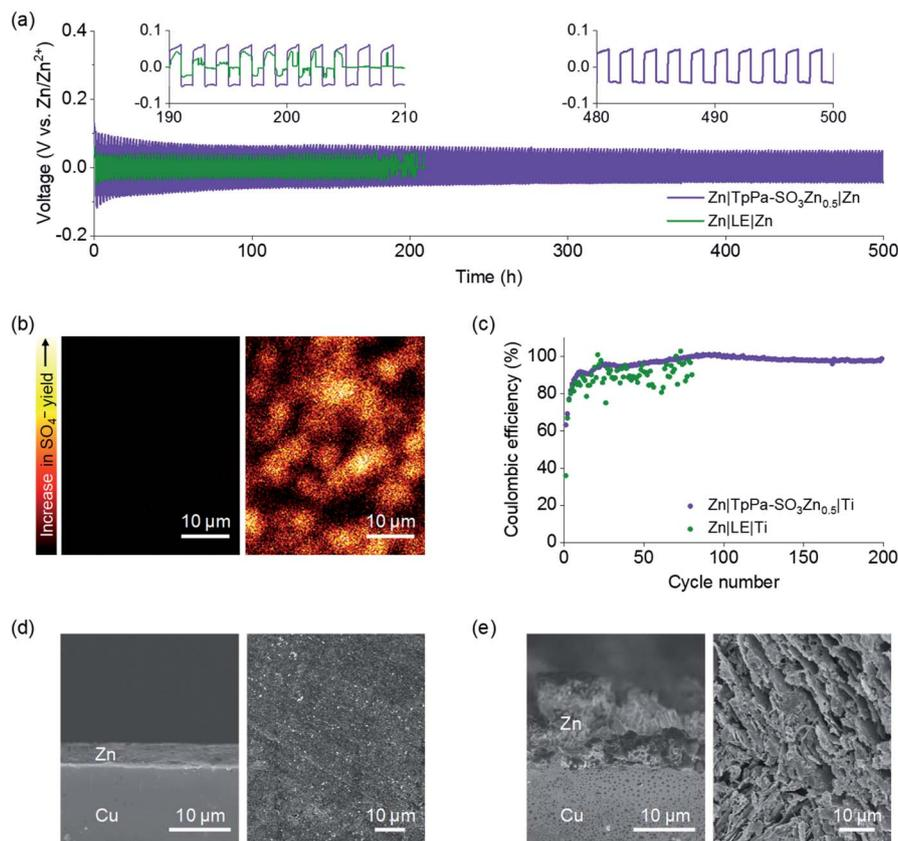 (a)
0.4
0.2
0.0
-0.2
Voltage (V vs. Zn/Zn²⁺)
0.1
0.0
-0.1
190
200
210
0.1
0.0
-0.1
480
490
500
Zn|TpPa-SO₃Zn₀.₅|Zn
Zn|LE|Zn
0
100
200
300
400
500
Time (h)
(b)
Increase in SO₄⁻ yield
10 µm
10 µm
(c)
Coulombic efficiency (%)
100
80
60
40
20
0
Zn|TpPa-SO₃Zn₀.₅|Ti
Zn|LE|Ti
0
50
100
150
200
Cycle number
(d)
Zn
Cu
10 µm
10 µm
(e)
Zn
Cu
10 µm
10 µm